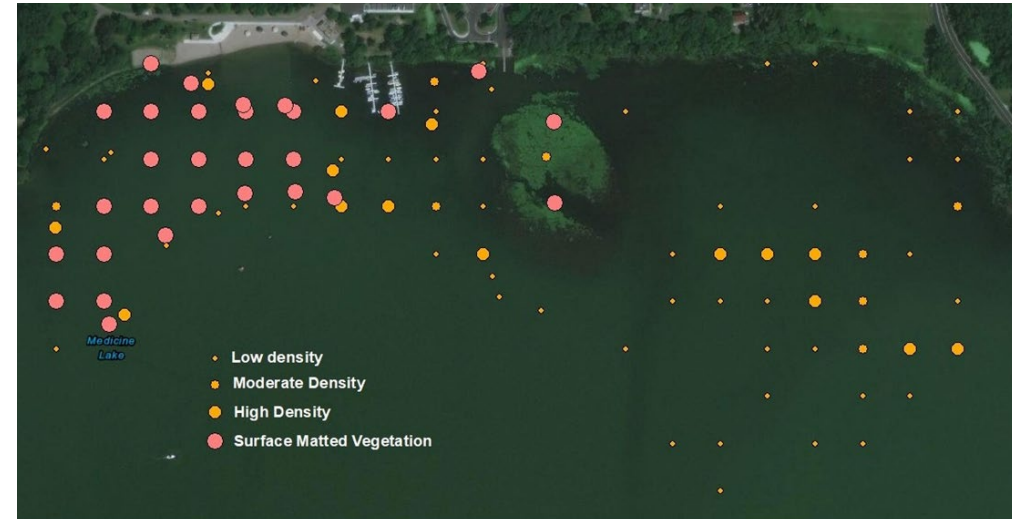 Medicine
Lake
Low density
Moderate Density
High Density
Surface Matted Vegetation